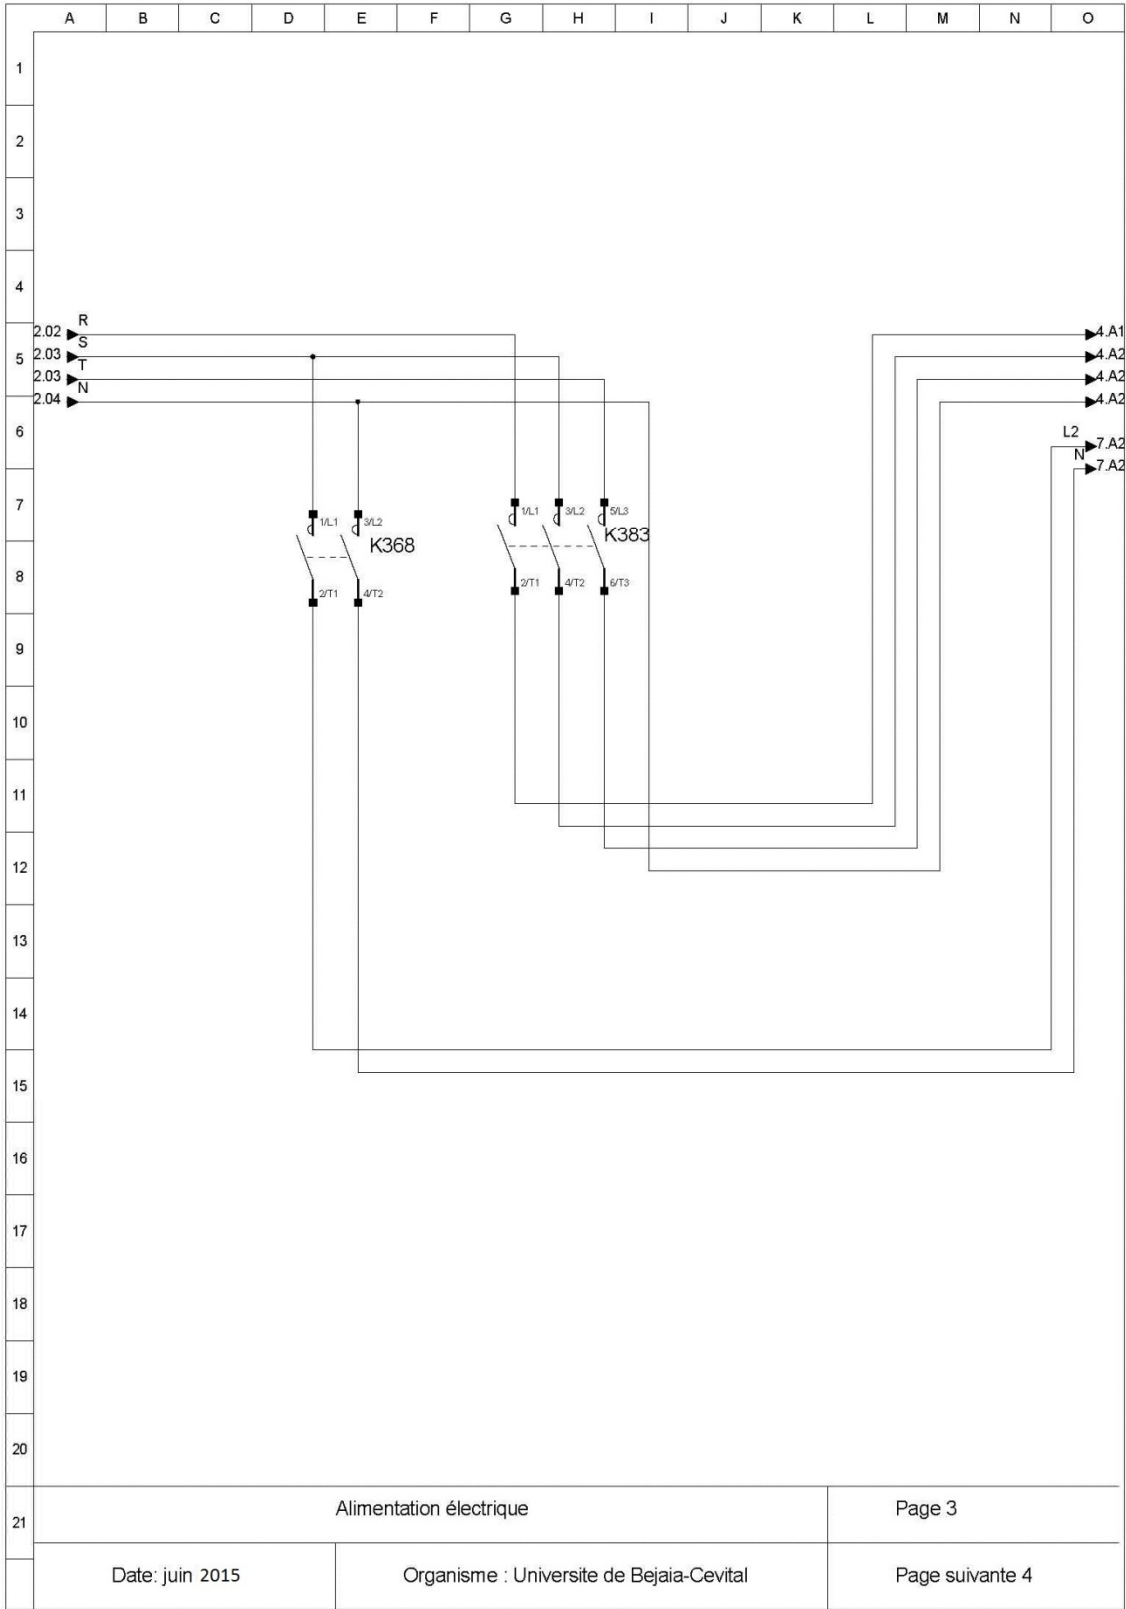 A B C D E F G H I J K L M N O
1
2
3
4
R
2.02 4.A1
S
5 2.03 4.A2
T
2.03 4.A2
N
2.04 4.A2
6 L2 7.A2
N 7.A2
7 1/L1 3/L2 1/L1 3/L2 5/L3
K368 K383
8 2/T1 4/T2 2/T1 4/T2 6/T3
9
10
11
12
13
14
15
16
17
18
19
20
21 Alimentation électrique Page 3
Date: juin 2015 Organisme : Universite de Bejaia-Cevital Page suivante 4